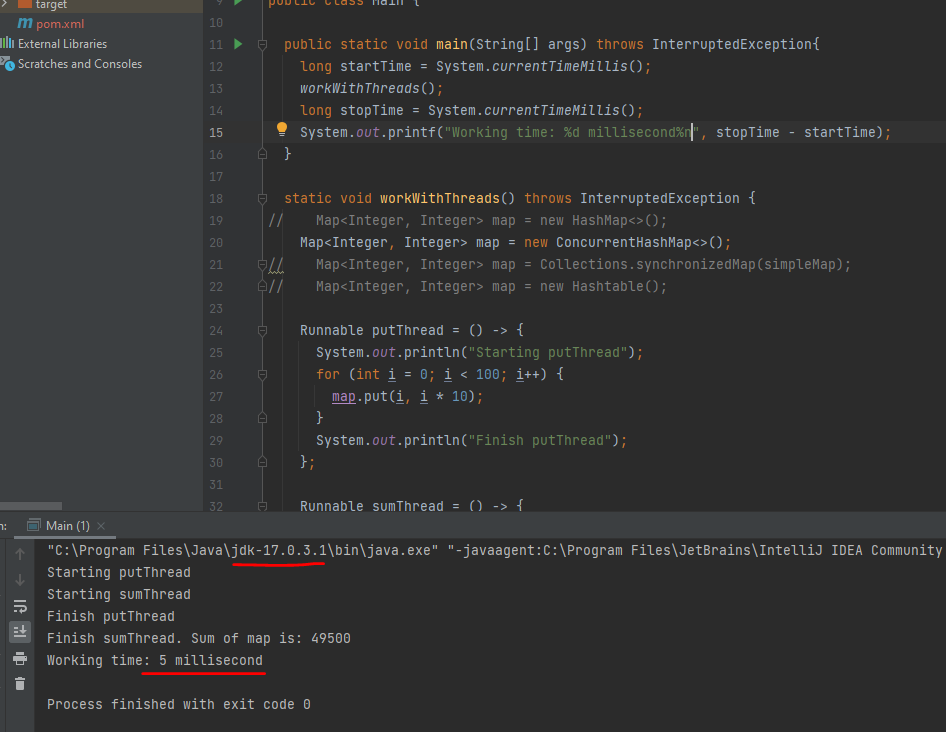 target
pom.xml
External Libraries
Scratches and Consoles
9 public class Main {
10
11 public static void main(String[] args) throws InterruptedException{
12 long startTime = System.currentTimeMillis();
13 workWithThreads();
14 long stopTime = System.currentTimeMillis();
15 System.out.printf("Working time: %d millisecond%n", stopTime - startTime);
16 }
17
18 static void workWithThreads() throws InterruptedException {
19 // Map<Integer, Integer> map = new HashMap<>();
20 Map<Integer, Integer> map = new ConcurrentHashMap<>();
21 // Map<Integer, Integer> map = Collections.synchronizedMap(simpleMap);
22 // Map<Integer, Integer> map = new Hashtable();
23
24 Runnable putThread = () -> {
25 System.out.println("Starting putThread");
26 for (int i = 0; i < 100; i++) {
27 map.put(i, i * 10);
28 }
29 System.out.println("Finish putThread");
30 };
31
32 Runnable sumThread = () -> {
n: Main (1)
"C:\Program Files\Java\jdk-17.0.3.1\bin\java.exe" "-javaagent:C:\Program Files\JetBrains\IntelliJ IDEA Community
Starting putThread
Starting sumThread
Finish putThread
Finish sumThread. Sum of map is: 49500
Working time: 5 millisecond
Process finished with exit code 0